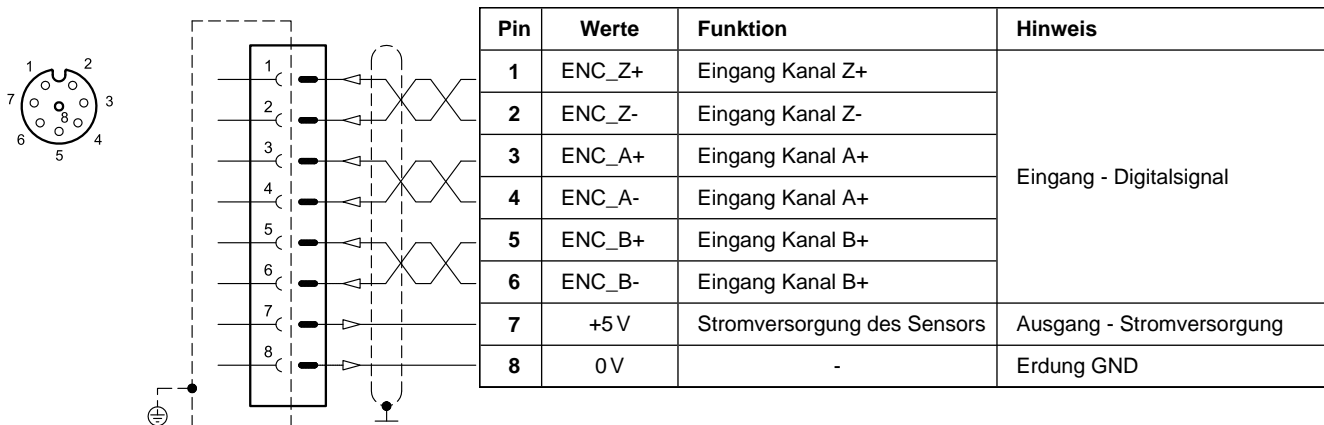 1 2
7 3
8
6 4
5
1
2
3
4
5
6
7
8
Pin Werte Funktion Hinweis
1 ENC_Z+ Eingang Kanal Z+
2 ENC_Z- Eingang Kanal Z-
3 ENC_A+ Eingang Kanal A+
Eingang - Digitalsignal
4 ENC_A- Eingang Kanal A+
5 ENC_B+ Eingang Kanal B+
6 ENC_B- Eingang Kanal B+
7 +5 V Stromversorgung des Sensors Ausgang - Stromversorgung
8 0 V - Erdung GND